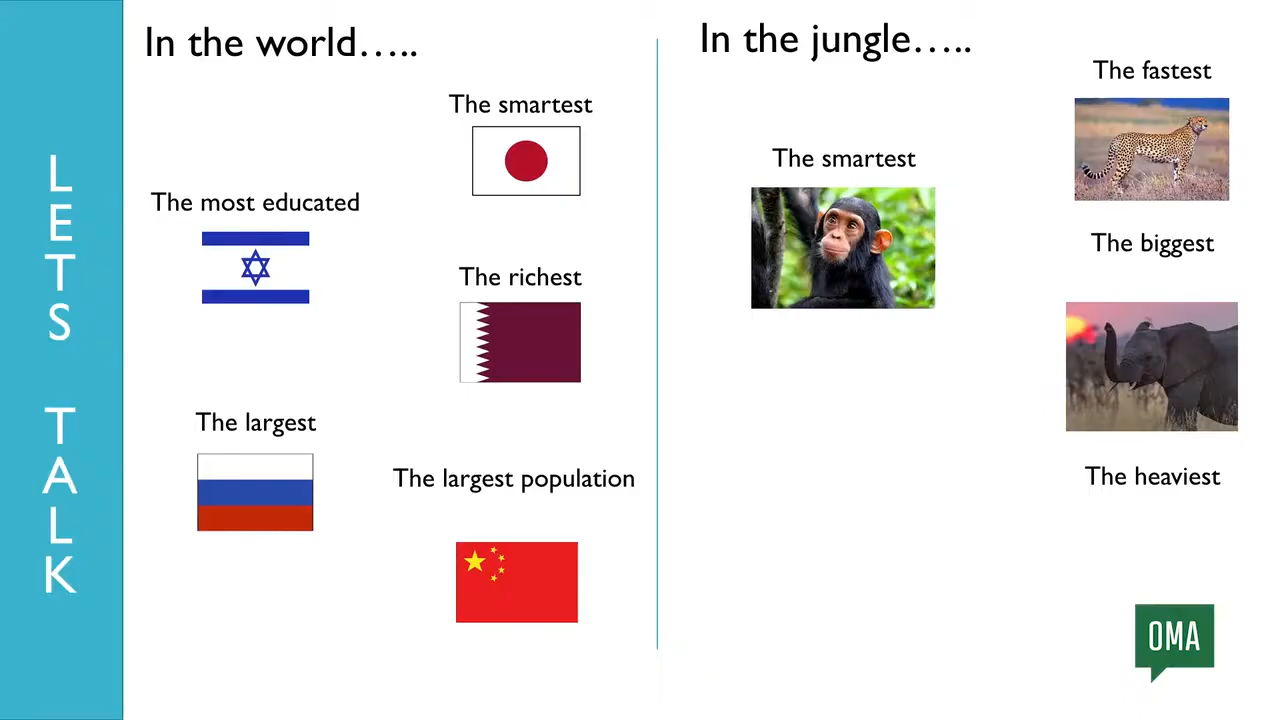 LETS TALK
In the world…..
The smartest
The most educated
The richest
The largest
The largest population
In the jungle…..
The fastest
The smartest
The biggest
The heaviest
OMA